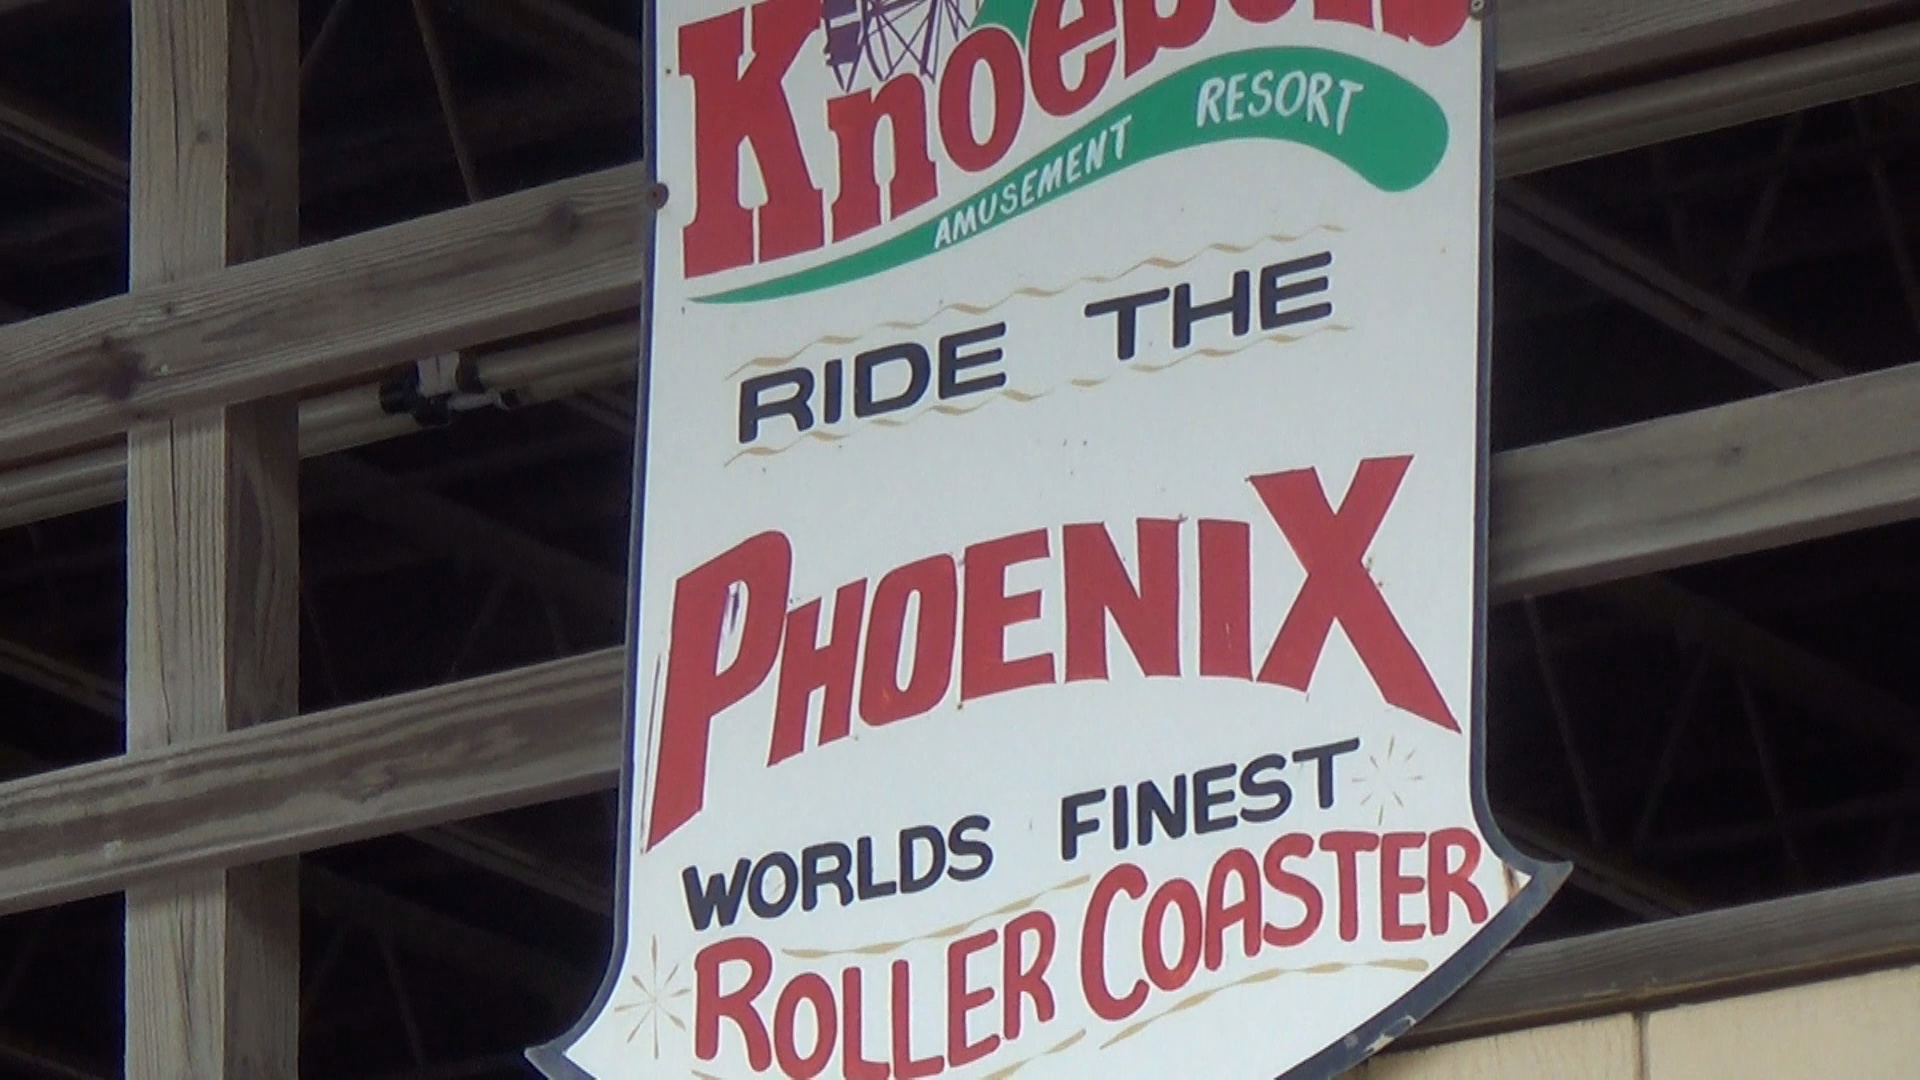 Knoebels
AMUSEMENT RESORT
RIDE THE
PHOENIX
WORLDS FINEST
ROLLER COASTER